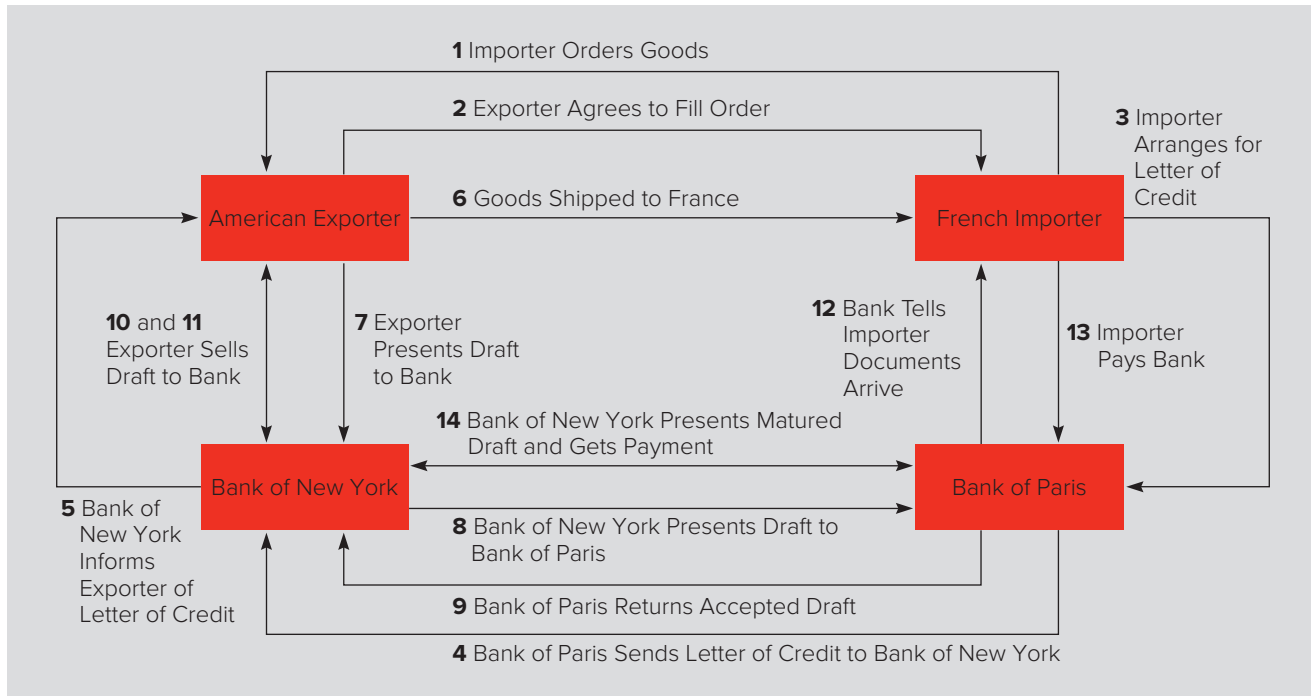 1 Importer Orders Goods
2 Exporter Agrees to Fill Order
3 Importer
Arranges for
Letter of
Credit
American Exporter
6 Goods Shipped to France
French Importer
10 and 11
Exporter Sells
Draft to Bank
7 Exporter
Presents Draft
to Bank
12 Bank Tells
Importer
Documents
Arrive
13 Importer
Pays Bank
14 Bank of New York Presents Matured
Draft and Gets Payment
Bank of New York
Bank of Paris
5 Bank of
New York
Informs
Exporter of
Letter of Credit
8 Bank of New York Presents Draft to
Bank of Paris
9 Bank of Paris Returns Accepted Draft
4 Bank of Paris Sends Letter of Credit to Bank of New York